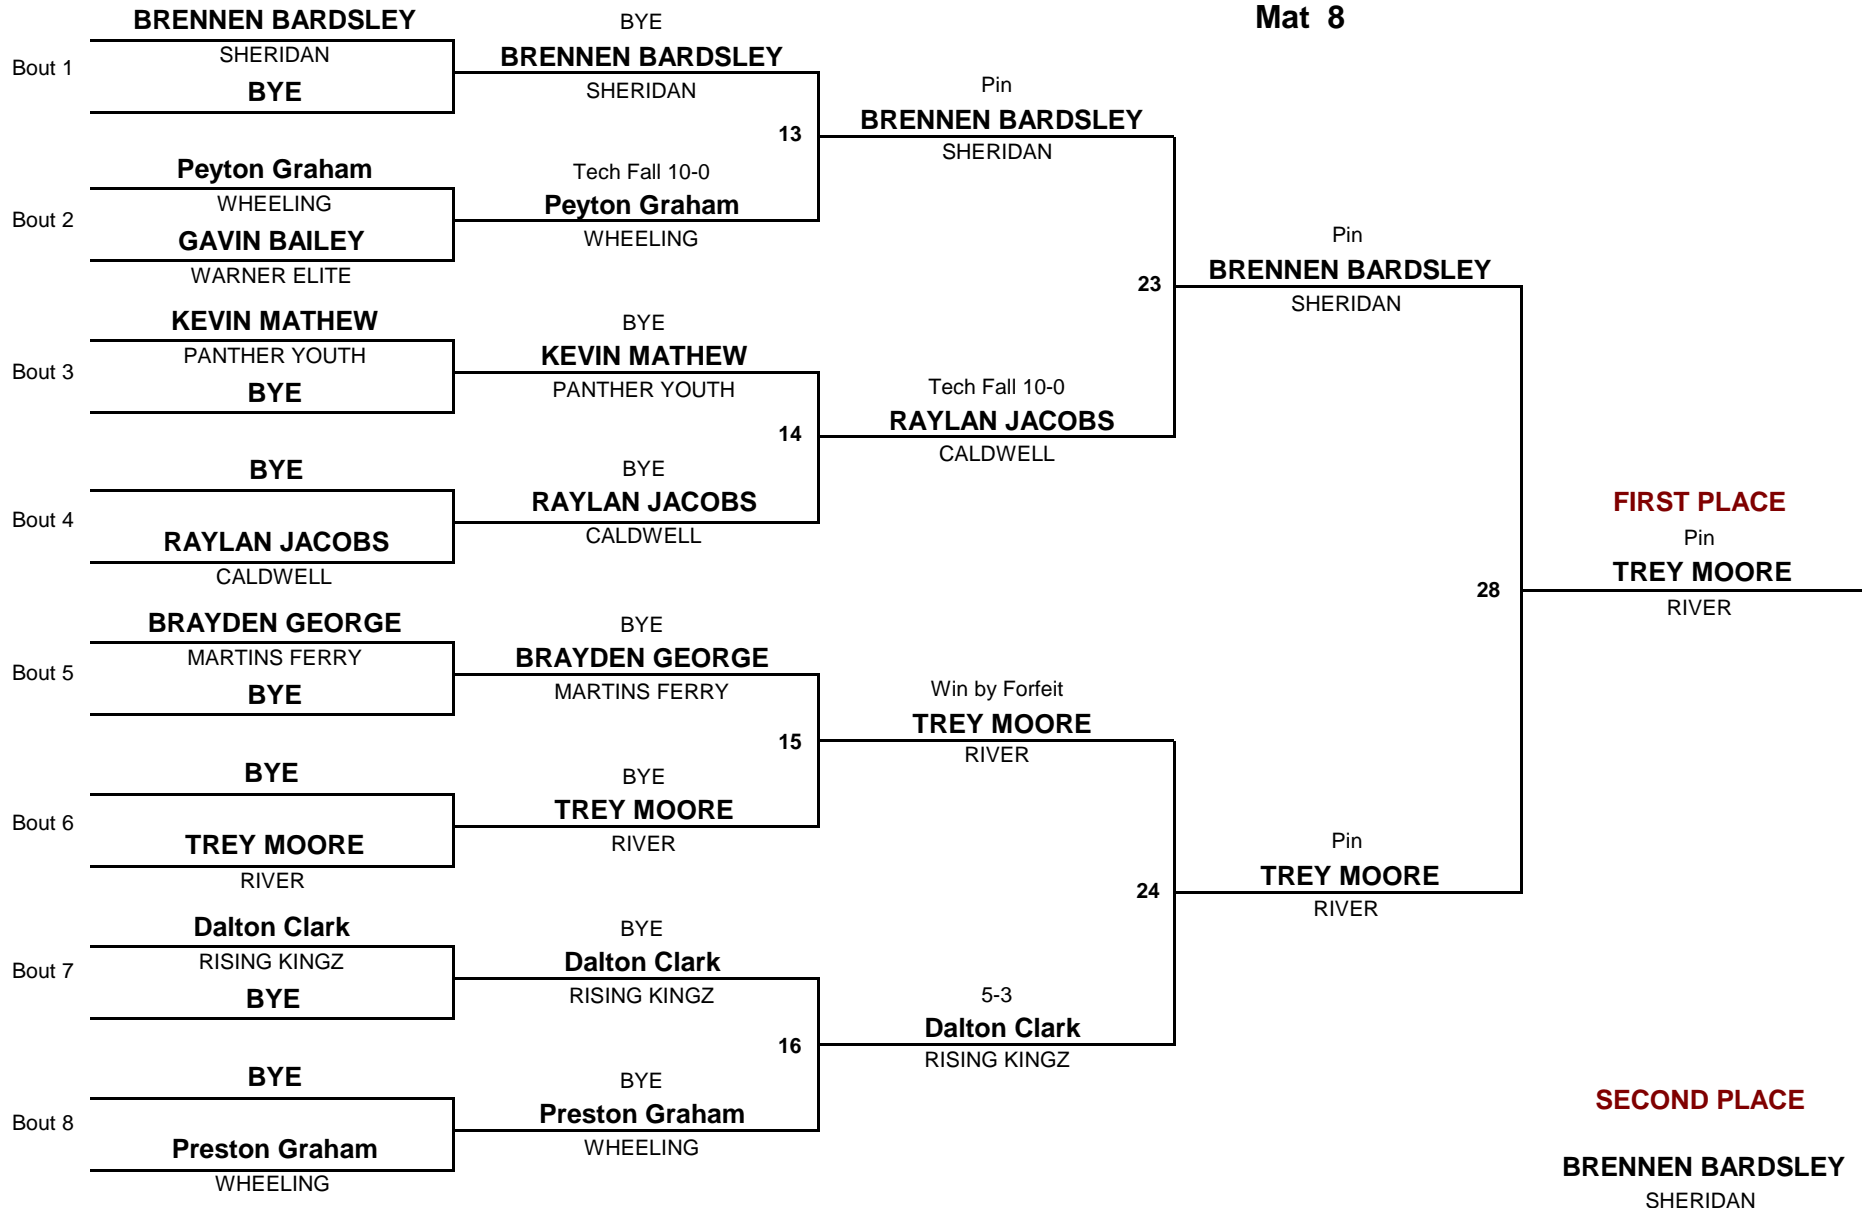 Mat 8
BRENNEN BARDSLEY
SHERIDAN
Bout 1
BYE
Peyton Graham
WHEELING
Bout 2
GAVIN BAILEY
WARNER ELITE
KEVIN MATHEW
PANTHER YOUTH
Bout 3
BYE
BYE
Bout 4
RAYLAN JACOBS
CALDWELL
BRAYDEN GEORGE
MARTINS FERRY
Bout 5
BYE
BYE
Bout 6
TREY MOORE
RIVER
Dalton Clark
RISING KINGZ
Bout 7
BYE
BYE
Bout 8
Preston Graham
WHEELING
BYE
BRENNEN BARDSLEY
SHERIDAN
13
Tech Fall 10-0
Peyton Graham
WHEELING
BYE
KEVIN MATHEW
PANTHER YOUTH
14
BYE
RAYLAN JACOBS
CALDWELL
BYE
BRAYDEN GEORGE
MARTINS FERRY
15
BYE
TREY MOORE
RIVER
BYE
Dalton Clark
RISING KINGZ
16
BYE
Preston Graham
WHEELING
Pin
BRENNEN BARDSLEY
SHERIDAN
23
Tech Fall 10-0
RAYLAN JACOBS
CALDWELL
Win by Forfeit
TREY MOORE
RIVER
24
5-3
Dalton Clark
RISING KINGZ
Pin
BRENNEN BARDSLEY
SHERIDAN
28
Pin
TREY MOORE
RIVER
FIRST PLACE
Pin
TREY MOORE
RIVER
SECOND PLACE
BRENNEN BARDSLEY
SHERIDAN